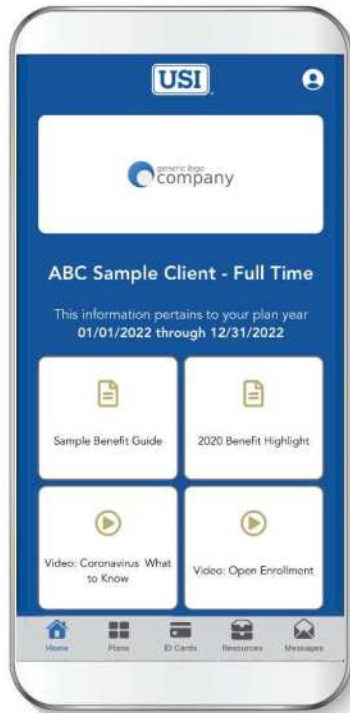 USI
generic logo
company
ABC Sample Client - Full Time
This information pertains to your plan year
01/01/2022 through 12/31/2022
Sample Benefit Guide
2020 Benefit Highlight
Video: Coronavirus What
to Know
Video: Open Enrollment
Home
Plans
ID Cards
Resources
Messages